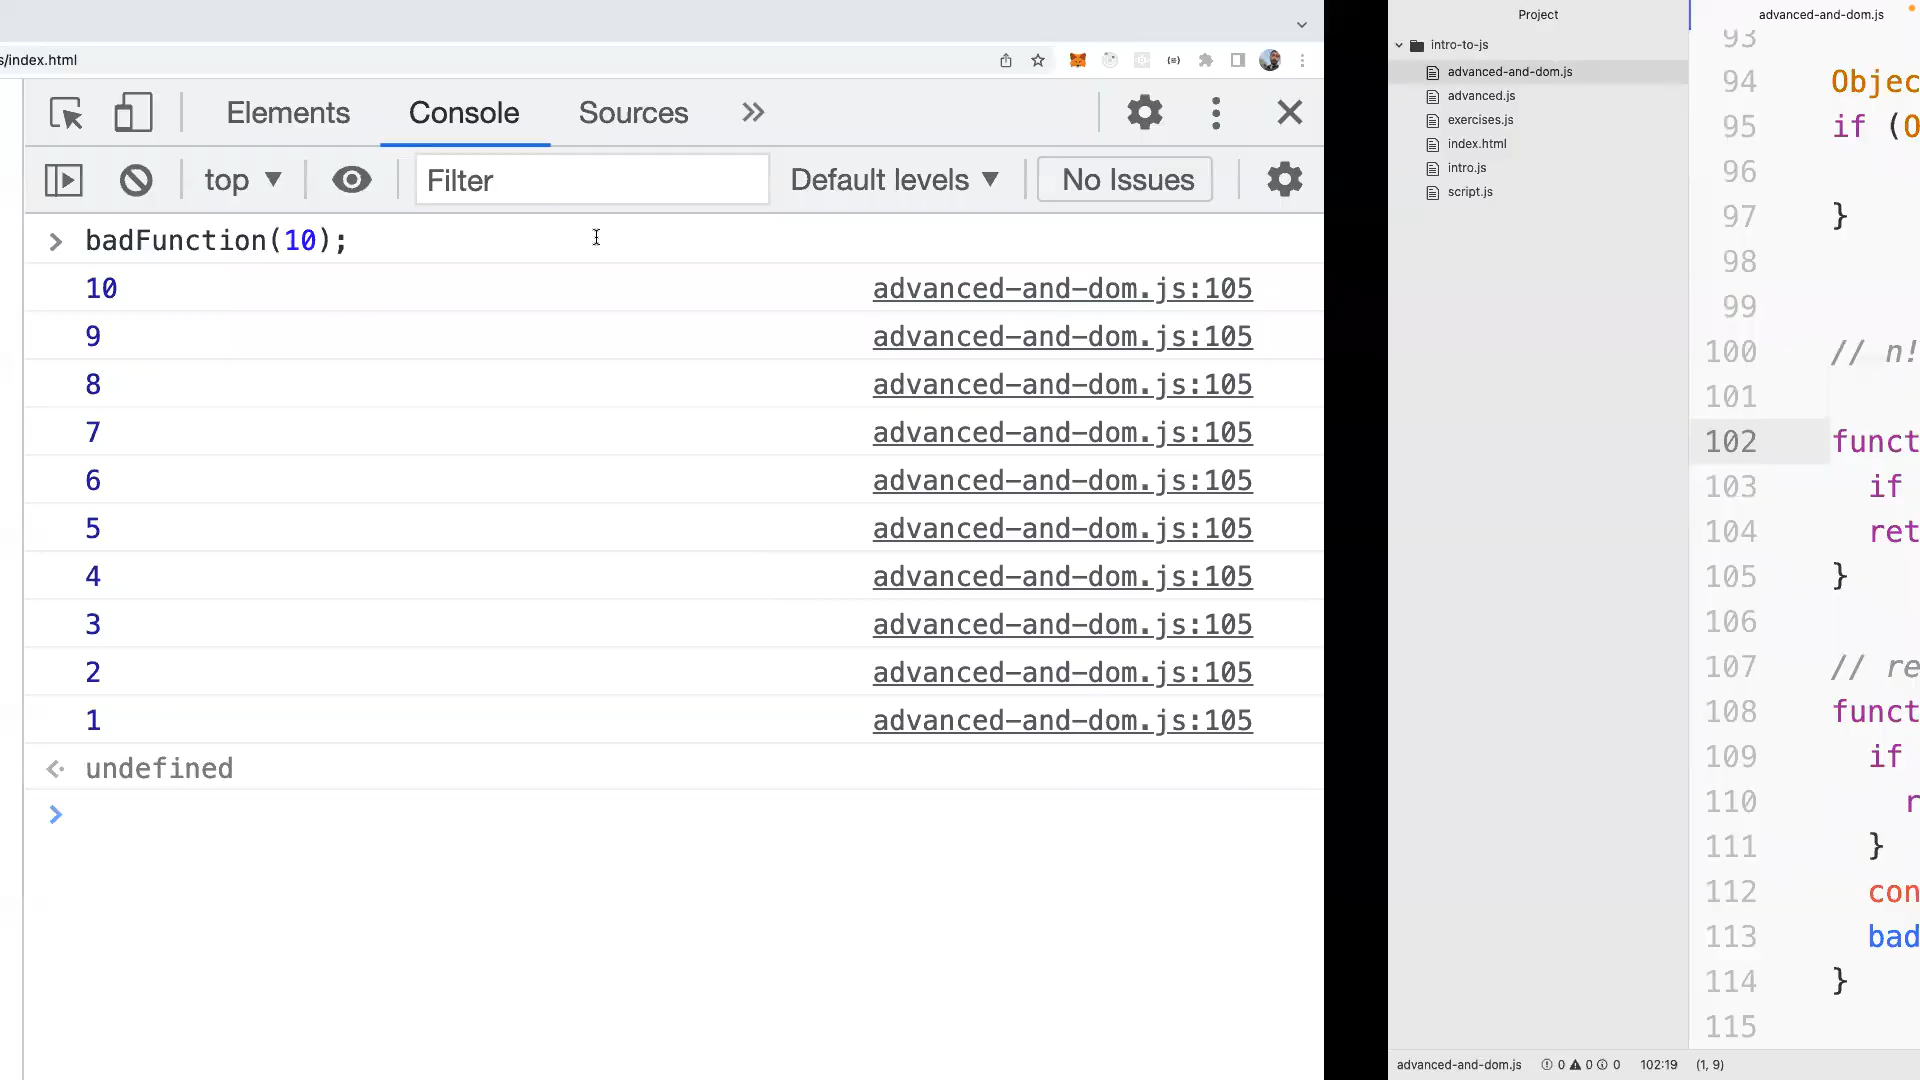 s/index.html
Elements Console Sources
top ▼ Filter Default levels ▼ No Issues
> badFunction(10);
10 advanced-and-dom.js:105
9 advanced-and-dom.js:105
8 advanced-and-dom.js:105
7 advanced-and-dom.js:105
6 advanced-and-dom.js:105
5 advanced-and-dom.js:105
4 advanced-and-dom.js:105
3 advanced-and-dom.js:105
2 advanced-and-dom.js:105
1 advanced-and-dom.js:105
undefined
>
Project
intro-to-js
advanced-and-dom.js
advanced.js
exercises.js
index.html
intro.js
script.js
advanced-and-dom.js
93
94 Objec
95 if (O
96
97 }
98
99
100 // n!
101
102 funct
103 if
104 ret
105 }
106
107 // re
108 funct
109 if
110 r
111 }
112 con
113 bad
114 }
115
advanced-and-dom.js 0 0 0 102:19 (1, 9)